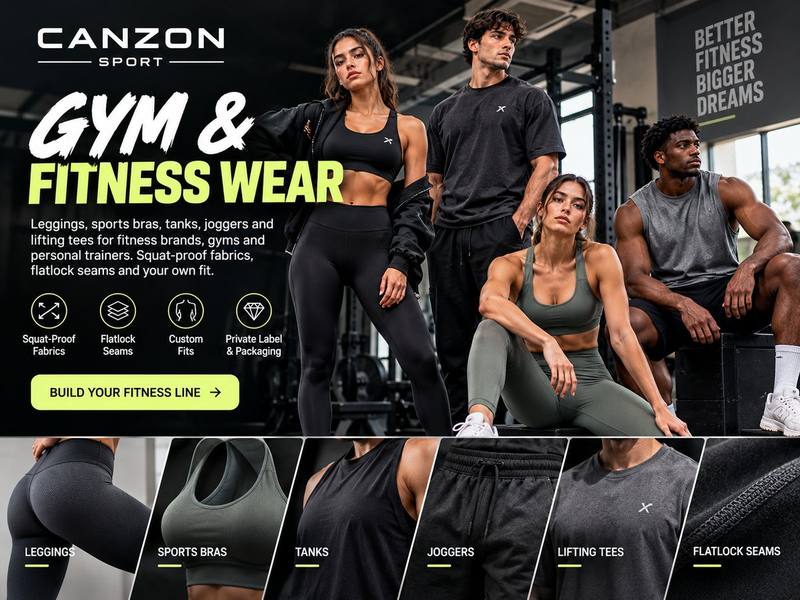 CANZON
SPORT
BETTER
FITNESS
BIGGER
DREAMS
GYM &
FITNESS WEAR
Leggings, sports bras, tanks, joggers and
lifting tees for fitness brands, gyms and
personal trainers. Squat-proof fabrics,
flatlock seams and your own fit.
Squat-Proof
Fabrics
Flatlock
Seams
Custom
Fits
Private Label
& Packaging
BUILD YOUR FITNESS LINE →
LEGGINGS
SPORTS BRAS
TANKS
JOGGERS
LIFTING TEES
FLATLOCK SEAMS